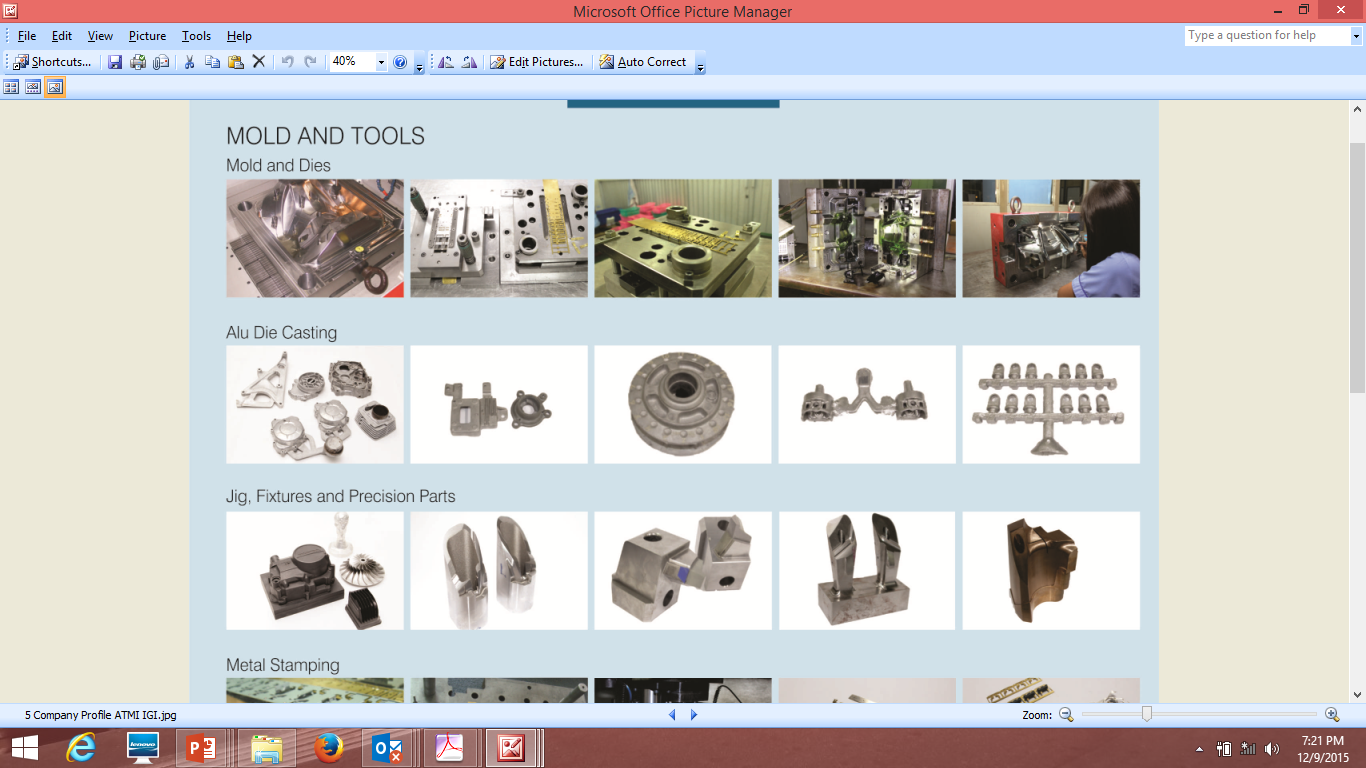 Microsoft Office Picture Manager
File Edit View Picture Tools Help
Type a question for help
Shortcuts... 40% Edit Pictures... Auto Correct
MOLD AND TOOLS
Mold and Dies
Alu Die Casting
Jig, Fixtures and Precision Parts
Metal Stamping
5 Company Profile ATMI IGI.jpg
Zoom:
lenovo
7:21 PM
12/9/2015